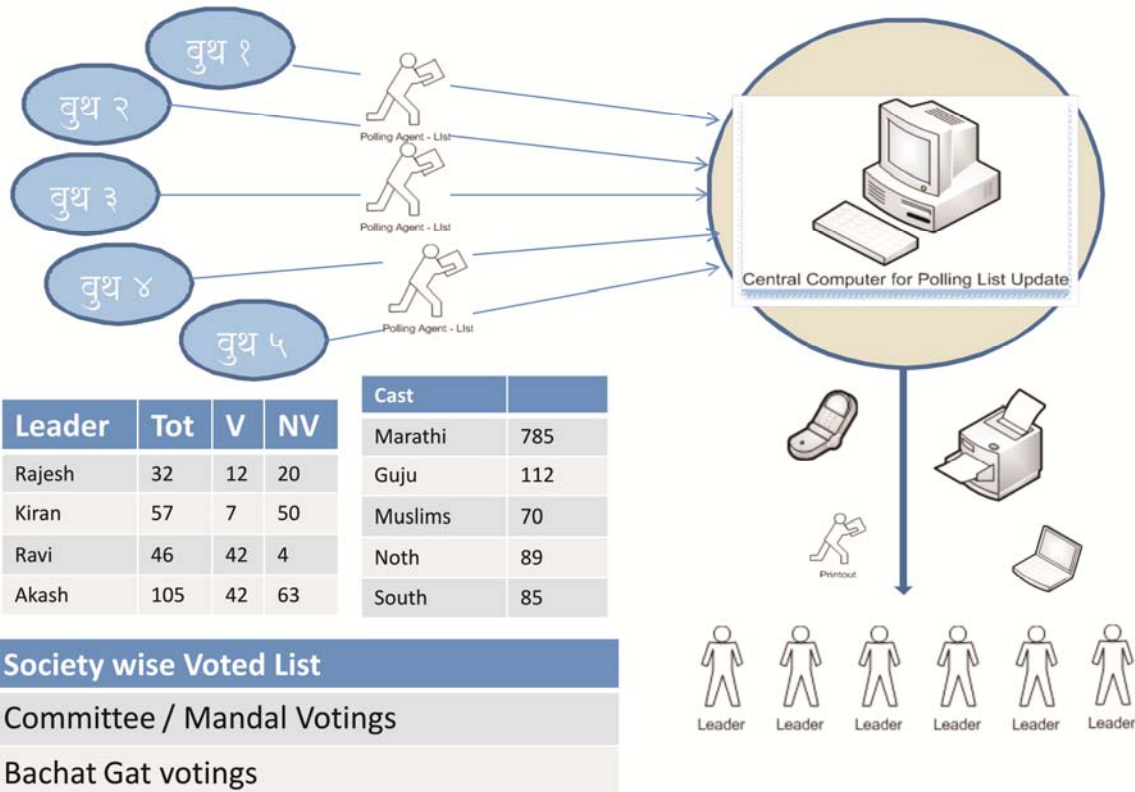 वुथ १
वुथ २
वुथ ३
वुथ ४
वुथ ५
Polling Agent - LIst
Polling Agent - LIst
Polling Agent - LIst
Central Computer for Polling List Update
Leader Tot V NV
Rajesh 32 12 20
Kiran 57 7 50
Ravi 46 42 4
Akash 105 42 63
Cast
Marathi 785
Guju 112
Muslims 70
Noth 89
South 85
Printout
Leader Leader Leader Leader Leader Leader
Society wise Voted List
Committee / Mandal Votings
Bachat Gat votings